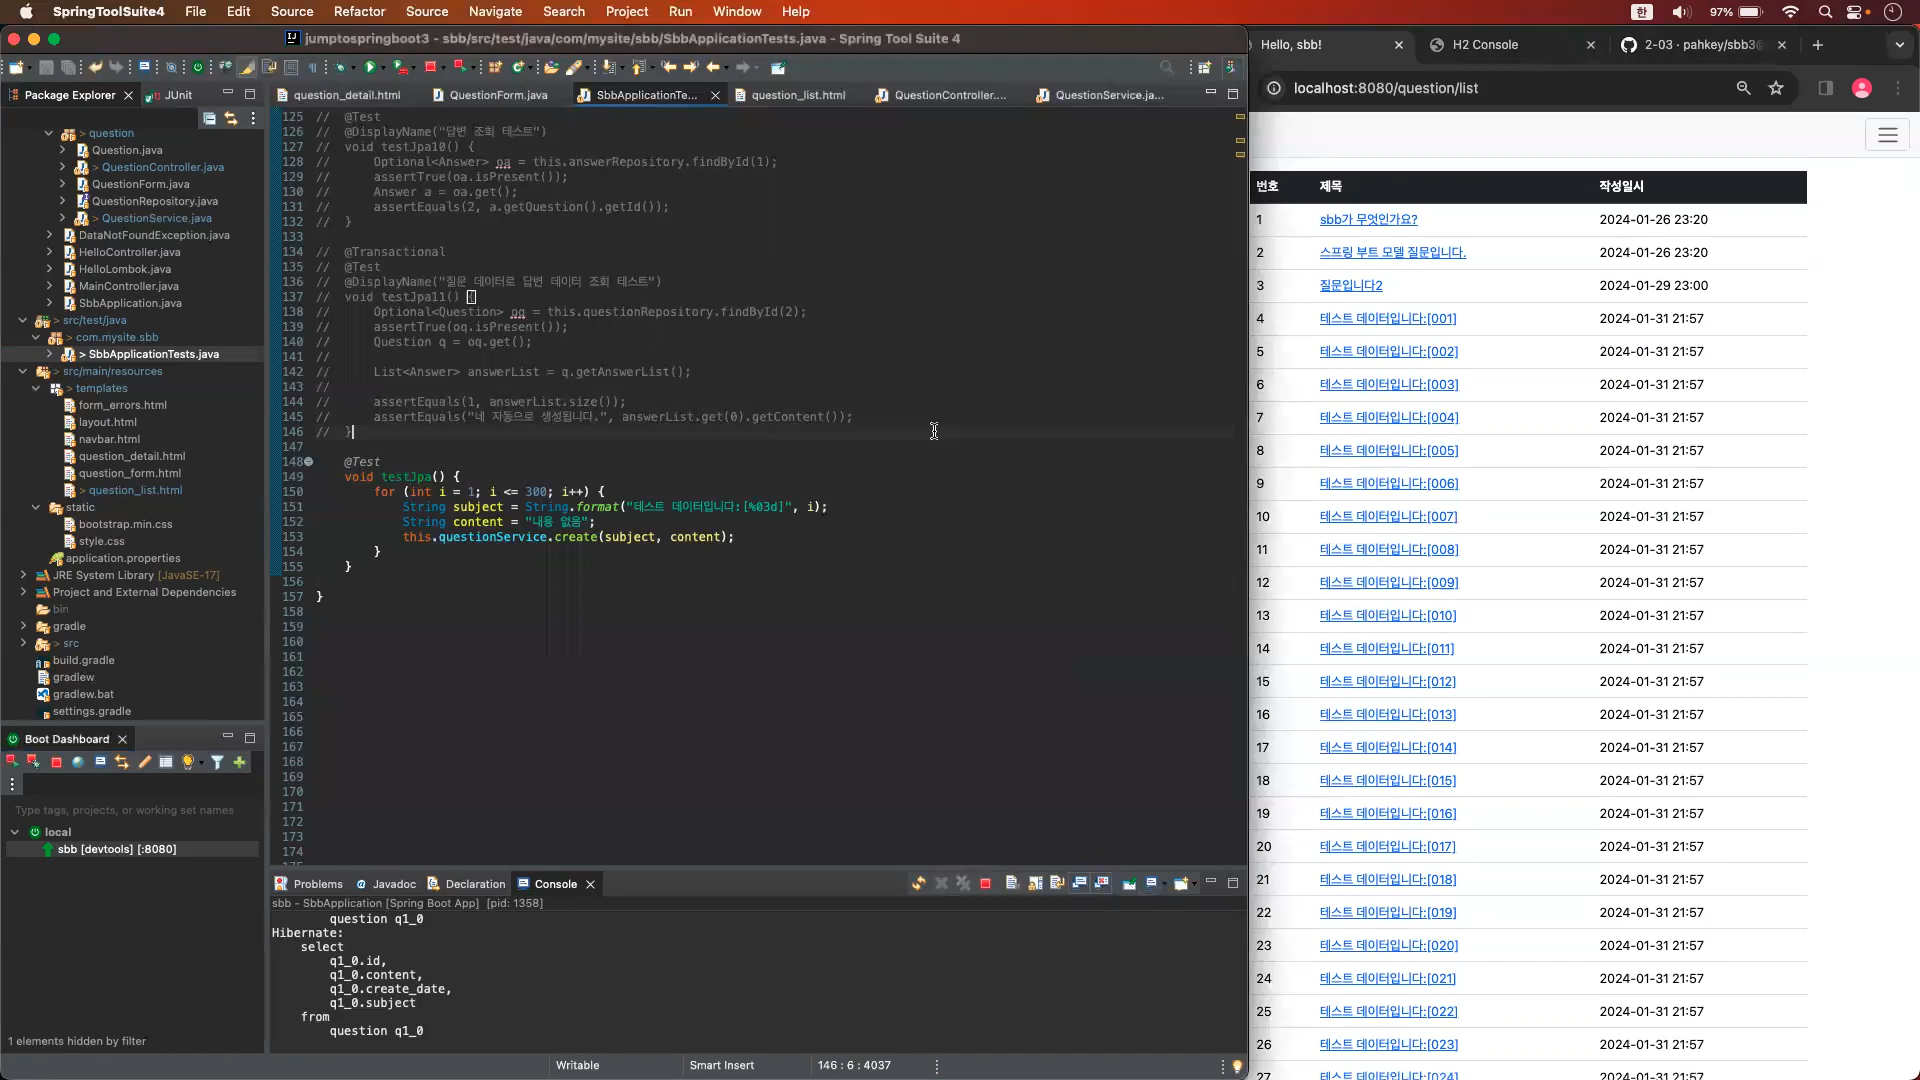 SpringToolSuite4 File Edit Source Refactor Source Navigate Search Project Run Window Help
한 97%
jumptospringboot3 - sbb/src/test/java/com/mysite/sbb/SbbApplicationTests.java - Spring Tool Suite 4
Package Explorer JUnit
> question
Question.java
> QuestionController.java
QuestionForm.java
QuestionRepository.java
> QuestionService.java
DataNotFoundException.java
HelloController.java
HelloLombok.java
MainController.java
SbbApplication.java
> src/test/java
> com.mysite.sbb
> SbbApplicationTests.java
> src/main/resources
> templates
form_errors.html
layout.html
navbar.html
question_detail.html
question_form.html
> question_list.html
static
bootstrap.min.css
style.css
application.properties
JRE System Library [JavaSE-17]
Project and External Dependencies
bin
gradle
> src
build.gradle
gradlew
gradlew.bat
settings.gradle
Boot Dashboard
Type tags, projects, or working set names
local
sbb [devtools] [:8080]
1 elements hidden by filter
question_detail.html QuestionForm.java SbbApplicationTe... question_list.html QuestionController.... QuestionService.ja...
125 // @Test
126 // @DisplayName("답변 조회 테스트")
127 // void testJpa10() {
128 // Optional<Answer> oa = this.answerRepository.findById(1);
129 // assertTrue(oa.isPresent());
130 // Answer a = oa.get();
131 // assertEquals(2, a.getQuestion().getId());
132 // }
133
134 // @Transactional
135 // @Test
136 // @DisplayName("질문 데이터로 답변 데이터 조회 테스트")
137 // void testJpa11() {
138 // Optional<Question> oq = this.questionRepository.findById(2);
139 // assertTrue(oq.isPresent());
140 // Question q = oq.get();
141 //
142 // List<Answer> answerList = q.getAnswerList();
143 //
144 // assertEquals(1, answerList.size());
145 // assertEquals("네 자동으로 생성됩니다.", answerList.get(0).getContent());
146 // }
147
148 @Test
149 void testJpa() {
150 for (int i = 1; i <= 300; i++) {
151 String subject = String.format("테스트 데이터입니다:[%03d]", i);
152 String content = "내용 없음";
153 this.questionService.create(subject, content);
154 }
155 }
156
157 }
158
159
160
161
162
163
164
165
166
167
168
169
170
171
172
173
174
Problems Javadoc Declaration Console
sbb - SbbApplication [Spring Boot App] [pid: 1358]
question q1_0
Hibernate:
select
q1_0.id,
q1_0.content,
q1_0.create_date,
q1_0.subject
from
question q1_0
Writable Smart Insert 146 : 6 : 4037
Hello, sbb! H2 Console 2-03 · pahkey/sbb3@
localhost:8080/question/list
번호 제목 작성일시
1 sbb가 무엇인가요? 2024-01-26 23:20
2 스프링 부트 모델 질문입니다. 2024-01-26 23:20
3 질문입니다2 2024-01-29 23:00
4 테스트 데이터입니다:[001] 2024-01-31 21:57
5 테스트 데이터입니다:[002] 2024-01-31 21:57
6 테스트 데이터입니다:[003] 2024-01-31 21:57
7 테스트 데이터입니다:[004] 2024-01-31 21:57
8 테스트 데이터입니다:[005] 2024-01-31 21:57
9 테스트 데이터입니다:[006] 2024-01-31 21:57
10 테스트 데이터입니다:[007] 2024-01-31 21:57
11 테스트 데이터입니다:[008] 2024-01-31 21:57
12 테스트 데이터입니다:[009] 2024-01-31 21:57
13 테스트 데이터입니다:[010] 2024-01-31 21:57
14 테스트 데이터입니다:[011] 2024-01-31 21:57
15 테스트 데이터입니다:[012] 2024-01-31 21:57
16 테스트 데이터입니다:[013] 2024-01-31 21:57
17 테스트 데이터입니다:[014] 2024-01-31 21:57
18 테스트 데이터입니다:[015] 2024-01-31 21:57
19 테스트 데이터입니다:[016] 2024-01-31 21:57
20 테스트 데이터입니다:[017] 2024-01-31 21:57
21 테스트 데이터입니다:[018] 2024-01-31 21:57
22 테스트 데이터입니다:[019] 2024-01-31 21:57
23 테스트 데이터입니다:[020] 2024-01-31 21:57
24 테스트 데이터입니다:[021] 2024-01-31 21:57
25 테스트 데이터입니다:[022] 2024-01-31 21:57
26 테스트 데이터입니다:[023] 2024-01-31 21:57
27 테스트 데이터입니다:[024] 2024-01-31 21:57